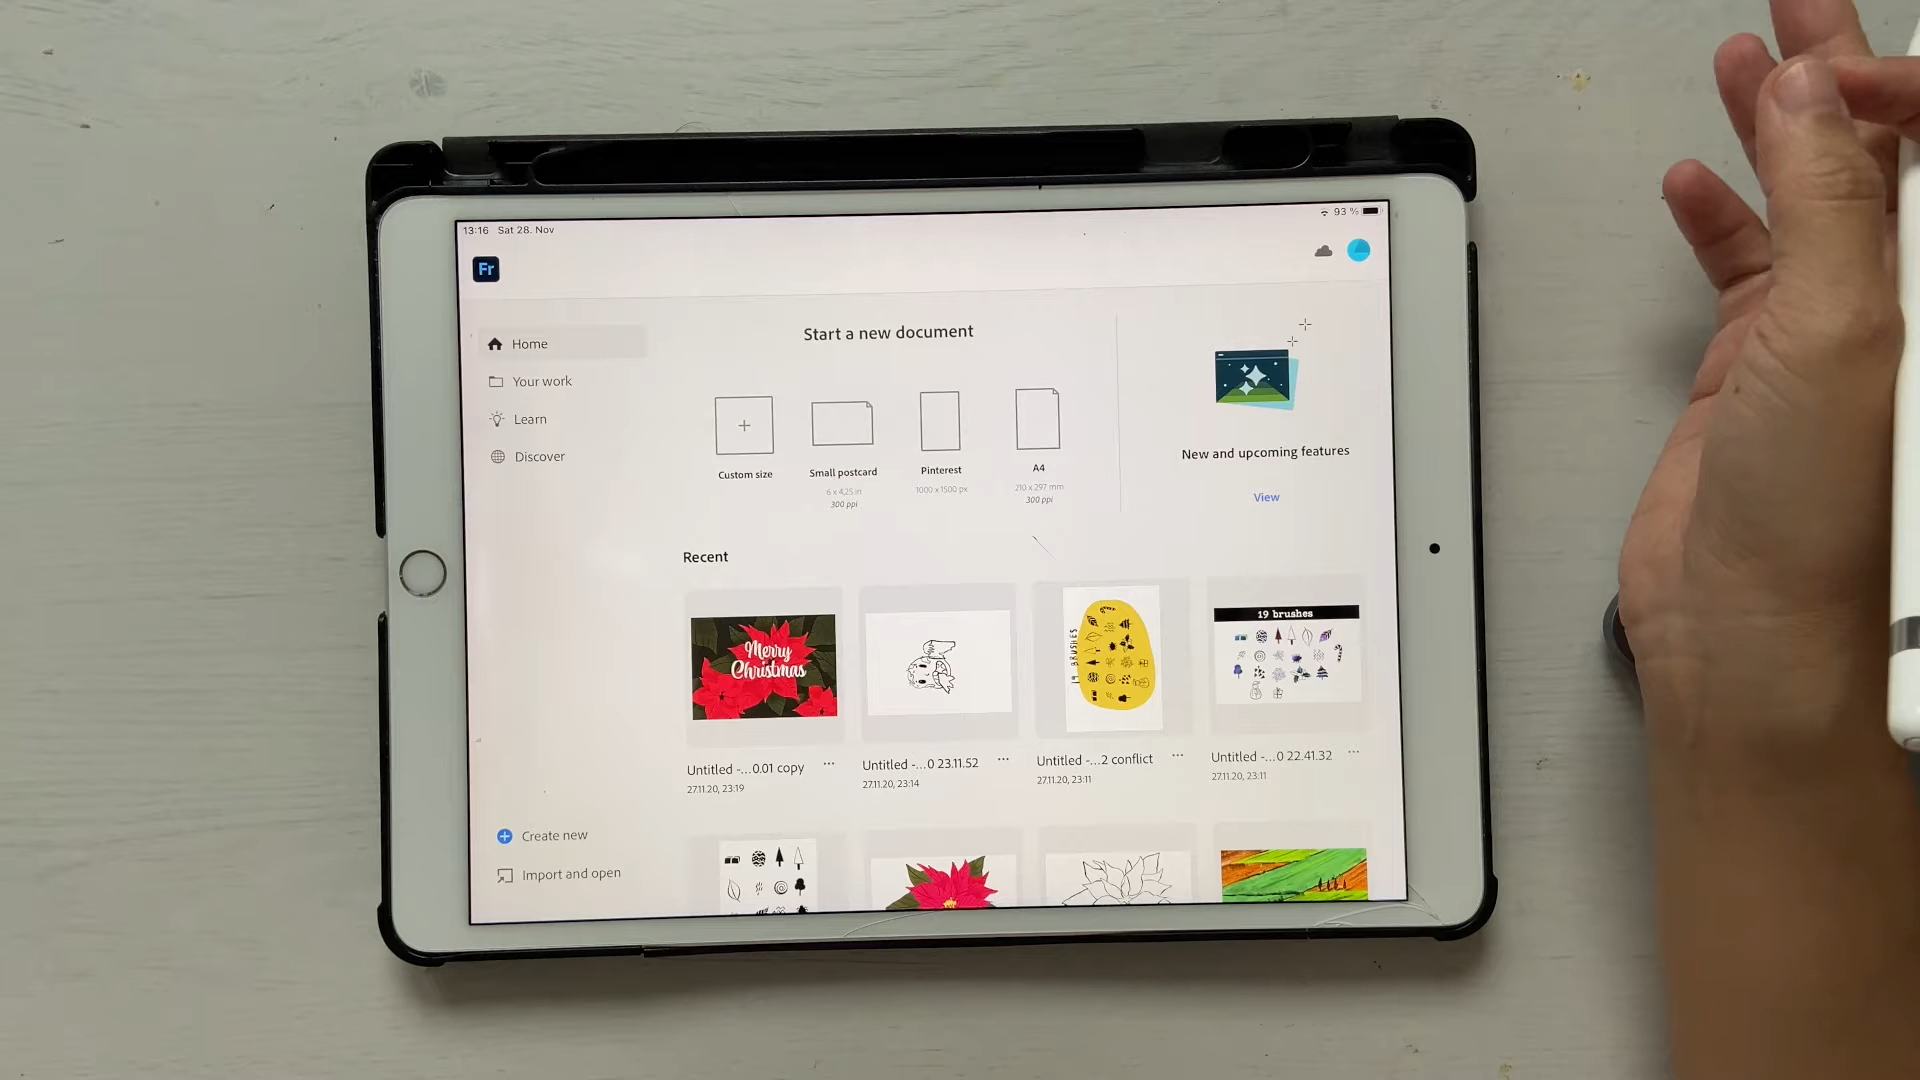 13:16 Sat 28. Nov
93 %
Fr
Home
Your work
Learn
Discover
Start a new document
Custom size
Small postcard
6 x 4,25 in
300 ppi
Pinterest
1000 x 1500 px
A4
210 x 297 mm
300 ppi
New and upcoming features
View
Recent
Merry
Christmas
19 BRUSHES
19 brushes
Untitled -...0.01 copy
27.11.20, 23:19
Untitled -...0 23.11.52
27.11.20, 23:14
Untitled -...2 conflict
27.11.20, 23:11
Untitled -...0 22.41.32
27.11.20, 23:11
Create new
Import and open